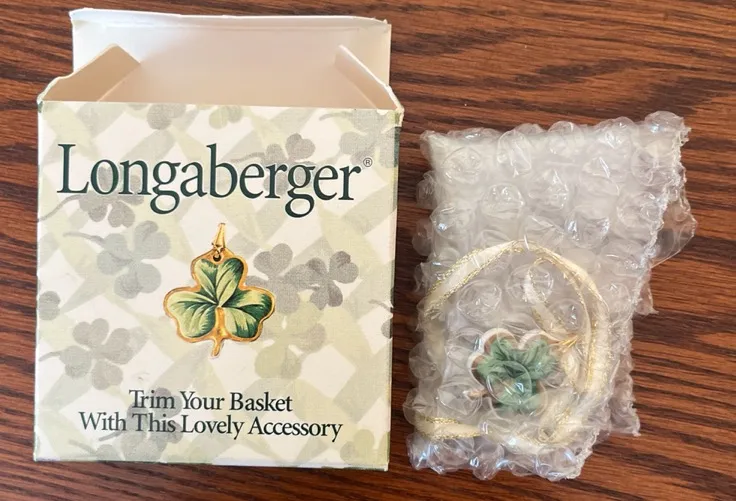 Longaberger®
Trim Your Basket
With This Lovely Accessory